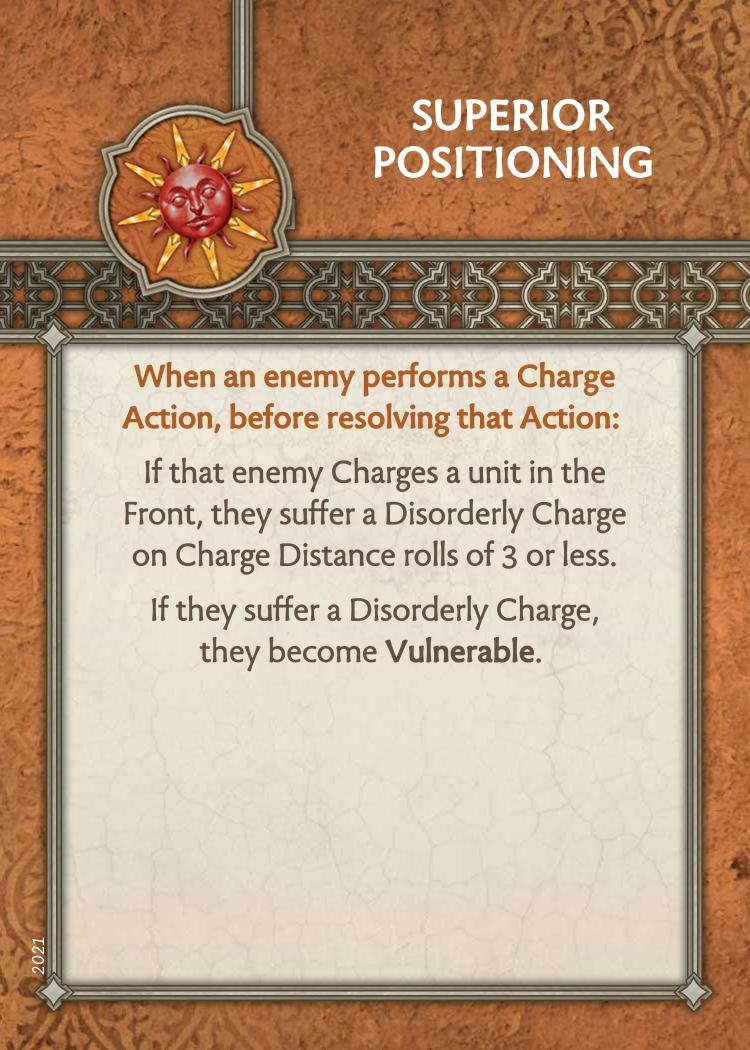 SUPERIOR
POSITIONING
When an enemy performs a Charge
Action, before resolving that Action:
If that enemy Charges a unit in the
Front, they suffer a Disorderly Charge
on Charge Distance rolls of 3 or less.
If they suffer a Disorderly Charge,
they become Vulnerable.
2021